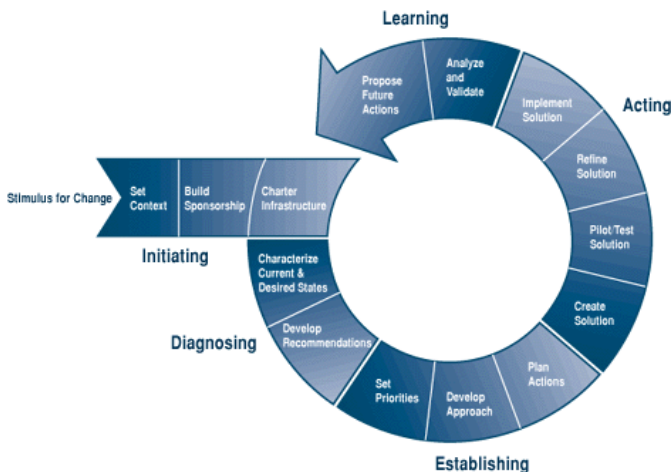 Learning
Propose
Future
Actions
Analyze
and
Validate
Implement
Solution
Acting
Refine
Solution
Pilot/Test
Solution
Create
Solution
Stimulus for Change
Set
Context
Build
Sponsorship
Charter
Infrastructure
Initiating
Characterize
Current &
Desired States
Diagnosing
Develop
Recommendations
Set
Priorities
Develop
Approach
Plan
Actions
Establishing